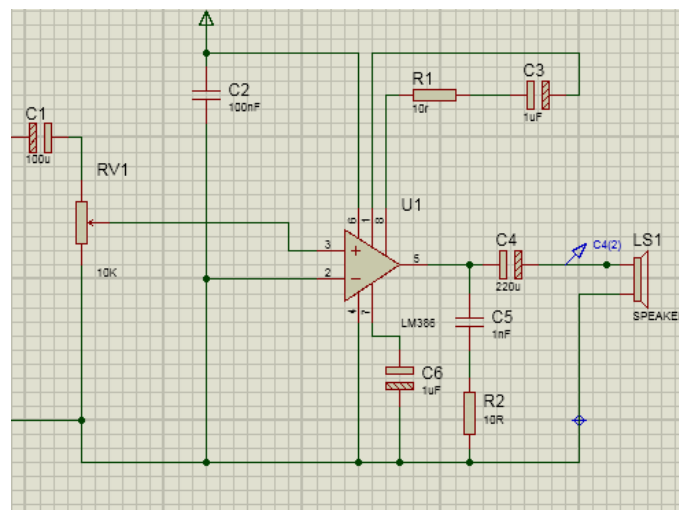 C1
100u
RV1
10K
C2
100nF
R1
10r
C3
1uF
U1
6
1
8
3
2
5
4
7
LM386
C6
1uF
C4
220u
C4(2)
LS1
SPEAKE
C5
1nF
R2
10R